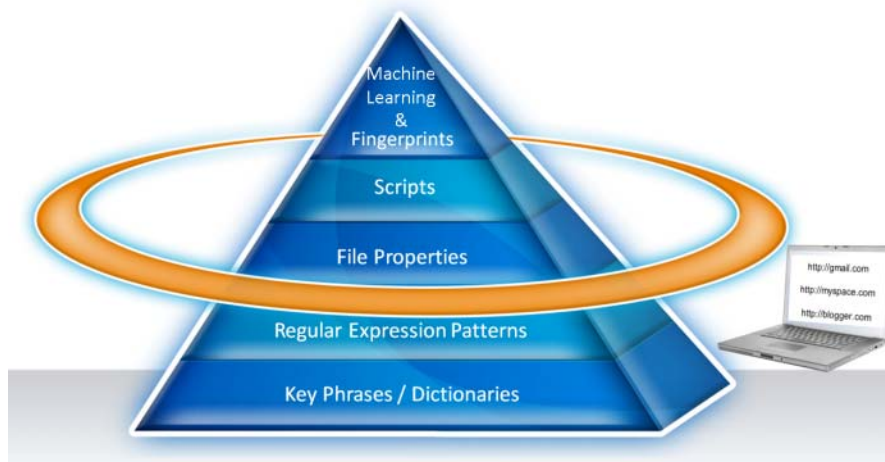 Machine
Learning
&
Fingerprints
Scripts
File Properties
Regular Expression Patterns
Key Phrases / Dictionaries
http://gmail.com
http://myspace.com
http://blogger.com